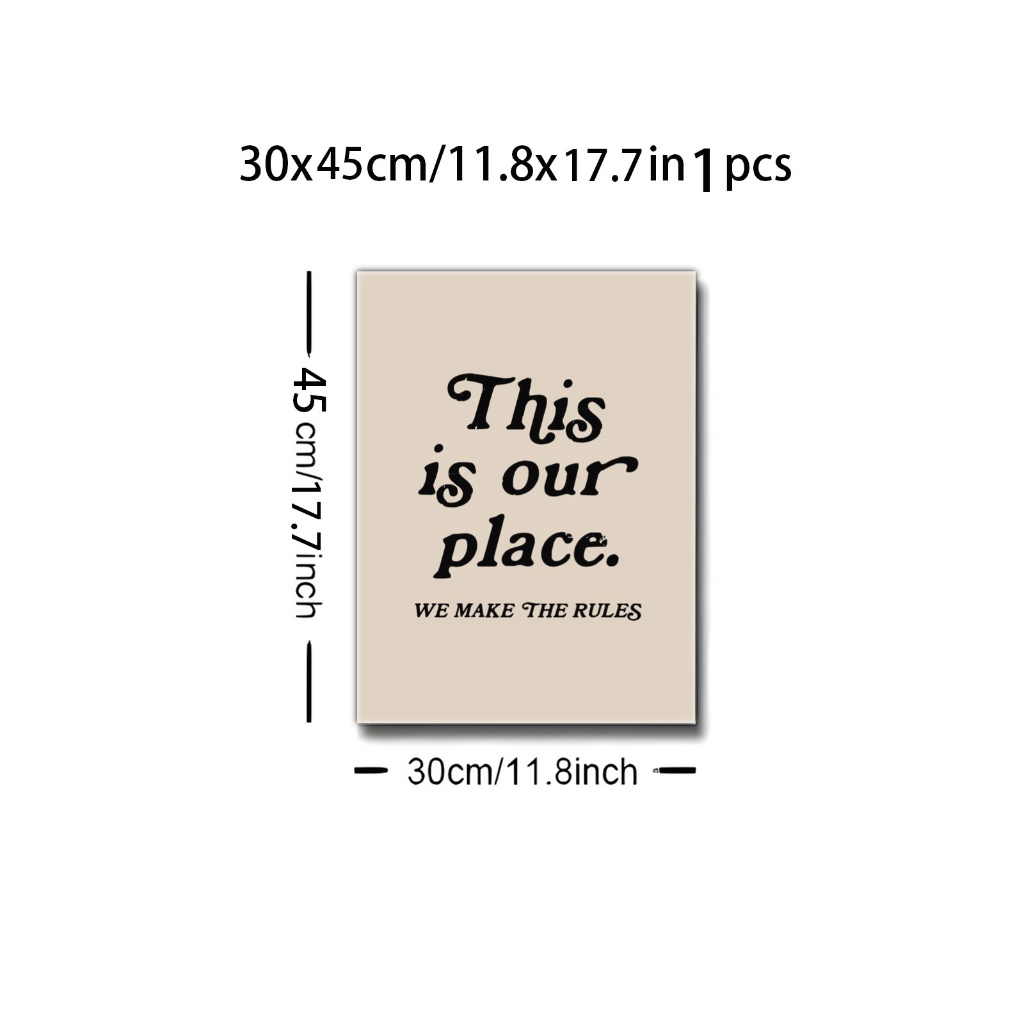 30x45cm/11.8x17.7in 1 pcs
45 cm/17.7inch
This
is our
place.
WE MAKE THE RULES
30cm/11.8inch